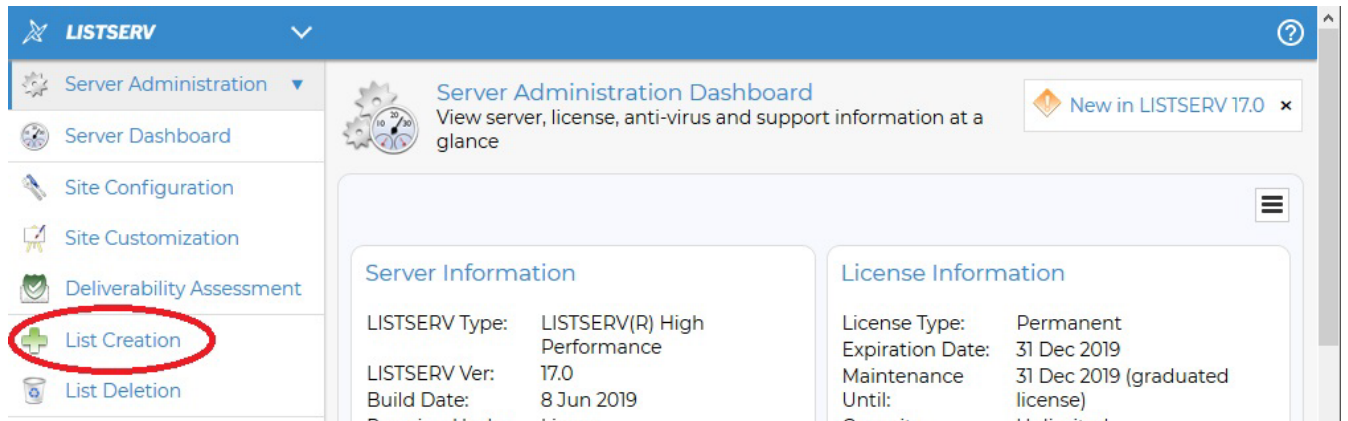 LISTSERV
Server Administration
Server Dashboard
Site Configuration
Site Customization
Deliverability Assessment
List Creation
List Deletion
Server Administration Dashboard
View server, license, anti-virus and support information at a
glance
New in LISTSERV 17.0 ×
Server Information
LISTSERV Type: LISTSERV(R) High
Performance
LISTSERV Ver: 17.0
Build Date: 8 Jun 2019
License Information
License Type: Permanent
Expiration Date: 31 Dec 2019
Maintenance 31 Dec 2019 (graduated
Until: license)